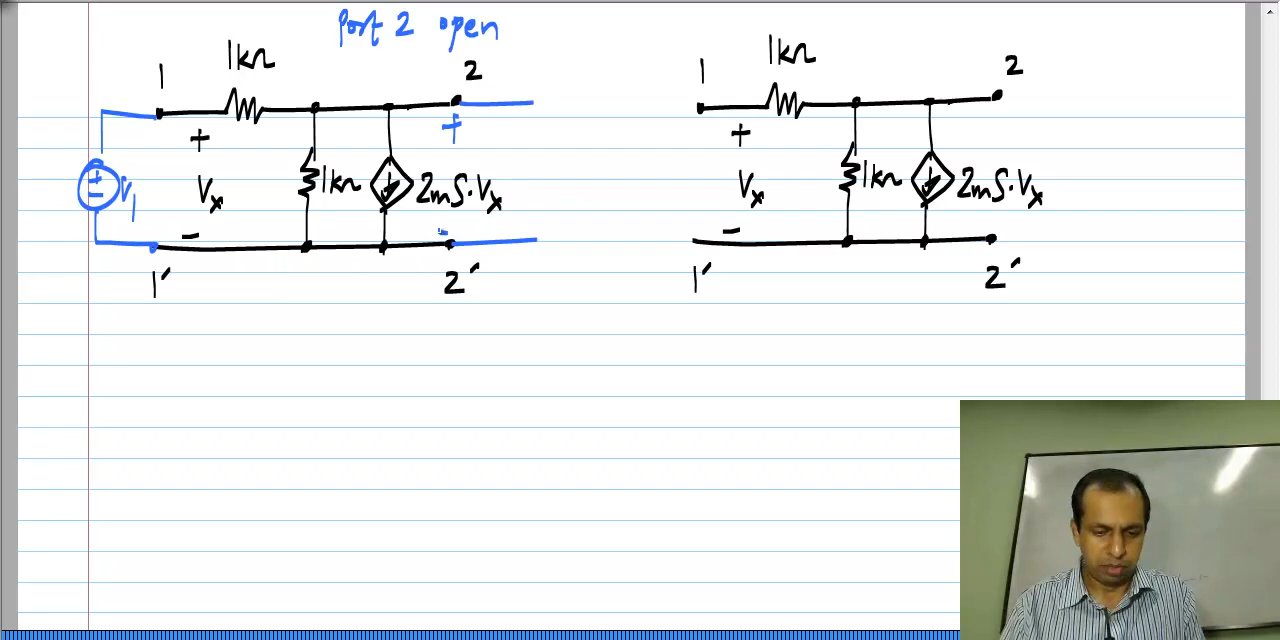 Port 2 open
1 1kΩ 2
+ +
+ - V1 Vx 1kΩ 2mS·Vx
- -
1' 2'
1 1kΩ 2
+
Vx 1kΩ 2mS·Vx
-
1' 2'